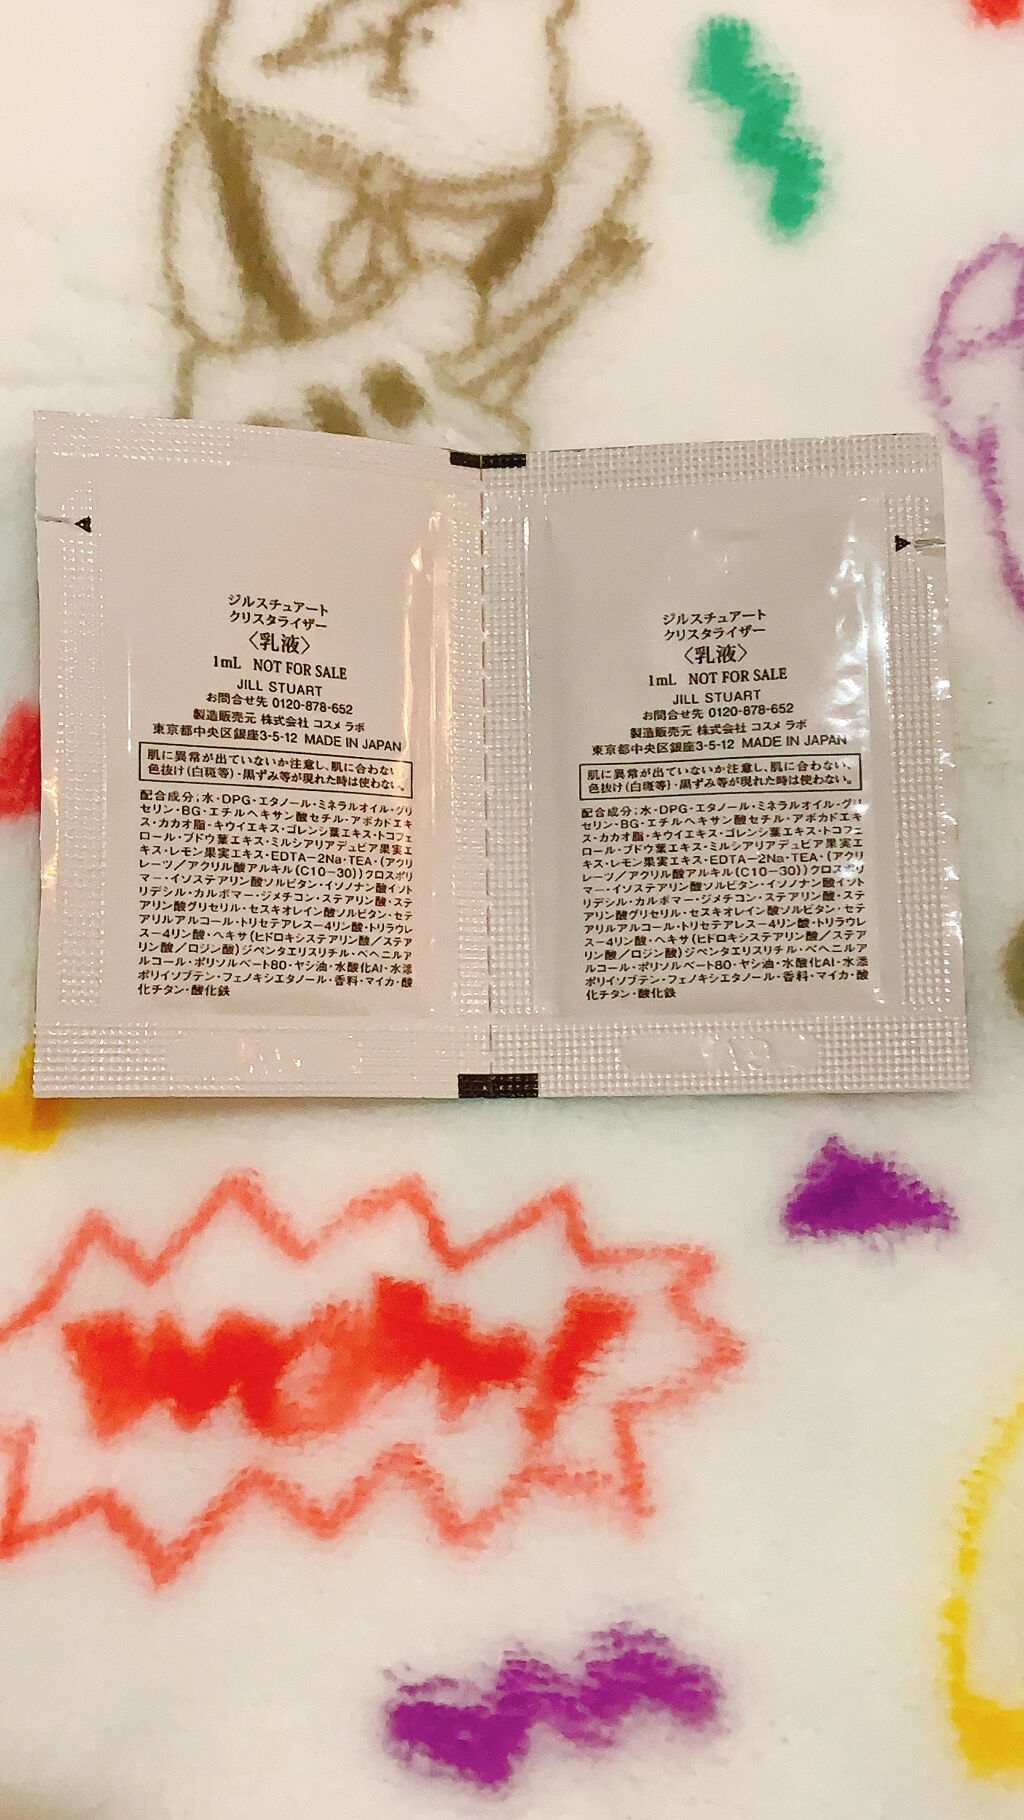 ジルスチュアート
クリスタライザー
〈乳液〉
1mL NOT FOR SALE
JILL STUART
お問合せ先 0120-878-652
製造販売元 株式会社 コスメ ラボ
東京都中央区銀座3-5-12 MADE IN JAPAN
肌に異常が出ていないか注意し、肌に合わない、
色抜け(白斑等)・黒ずみ等が現れた時は使わない。
配合成分;水・DPG・エタノール・ミネラルオイル・グリ
セリン・BG・エチルヘキサン酸セチル・アボカドエキ
ス・カカオ脂・キウイエキス・ゴレンシ葉エキス・トコフェ
ロール・ブドウ葉エキス・ミルシアリアデュビア果実エ
キス・レモン果実エキス・EDTA−2Na・TEA・(アクリ
レーツ/アクリル酸アルキル(C10−30))クロスポリ
マー・イソステアリン酸ソルビタン・イソノナン酸イソト
リデシル・カルボマー・ジメチコン・ステアリン酸・ステ
アリン酸グリセリル・セスキオレイン酸ソルビタン・セテ
アリルアルコール・トリセテアレス−4リン酸・トリラウレ
ス−4リン酸・ヘキサ(ヒドロキシステアリン酸/ステア
リン酸/ロジン酸)ジペンタエリスリチル・ベヘニルア
ルコール・ポリソルベート80・ヤシ油・水酸化Al・水添
ポリイソブテン・フェノキシエタノール・香料・マイカ・酸
化チタン・酸化鉄
ジルスチュアート
クリスタライザー
〈乳液〉
1mL NOT FOR SALE
JILL STUART
お問合せ先 0120-878-652
製造販売元 株式会社 コスメ ラボ
東京都中央区銀座3-5-12 MADE IN JAPAN
肌に異常が出ていないか注意し、肌に合わない、
色抜け(白斑等)・黒ずみ等が現れた時は使わない。
配合成分;水・DPG・エタノール・ミネラルオイル・グリ
セリン・BG・エチルヘキサン酸セチル・アボカドエキ
ス・カカオ脂・キウイエキス・ゴレンシ葉エキス・トコフェ
ロール・ブドウ葉エキス・ミルシアリアデュビア果実エ
キス・レモン果実エキス・EDTA−2Na・TEA・(アクリ
レーツ/アクリル酸アルキル(C10−30))クロスポリ
マー・イソステアリン酸ソルビタン・イソノナン酸イソト
リデシル・カルボマー・ジメチコン・ステアリン酸・ステ
アリン酸グリセリル・セスキオレイン酸ソルビタン・セテ
アリルアルコール・トリセテアレス−4リン酸・トリラウレ
ス−4リン酸・ヘキサ(ヒドロキシステアリン酸/ステア
リン酸/ロジン酸)ジペンタエリスリチル・ベヘニルア
ルコール・ポリソルベート80・ヤシ油・水酸化Al・水添
ポリイソブテン・フェノキシエタノール・香料・マイカ・酸
化チタン・酸化鉄